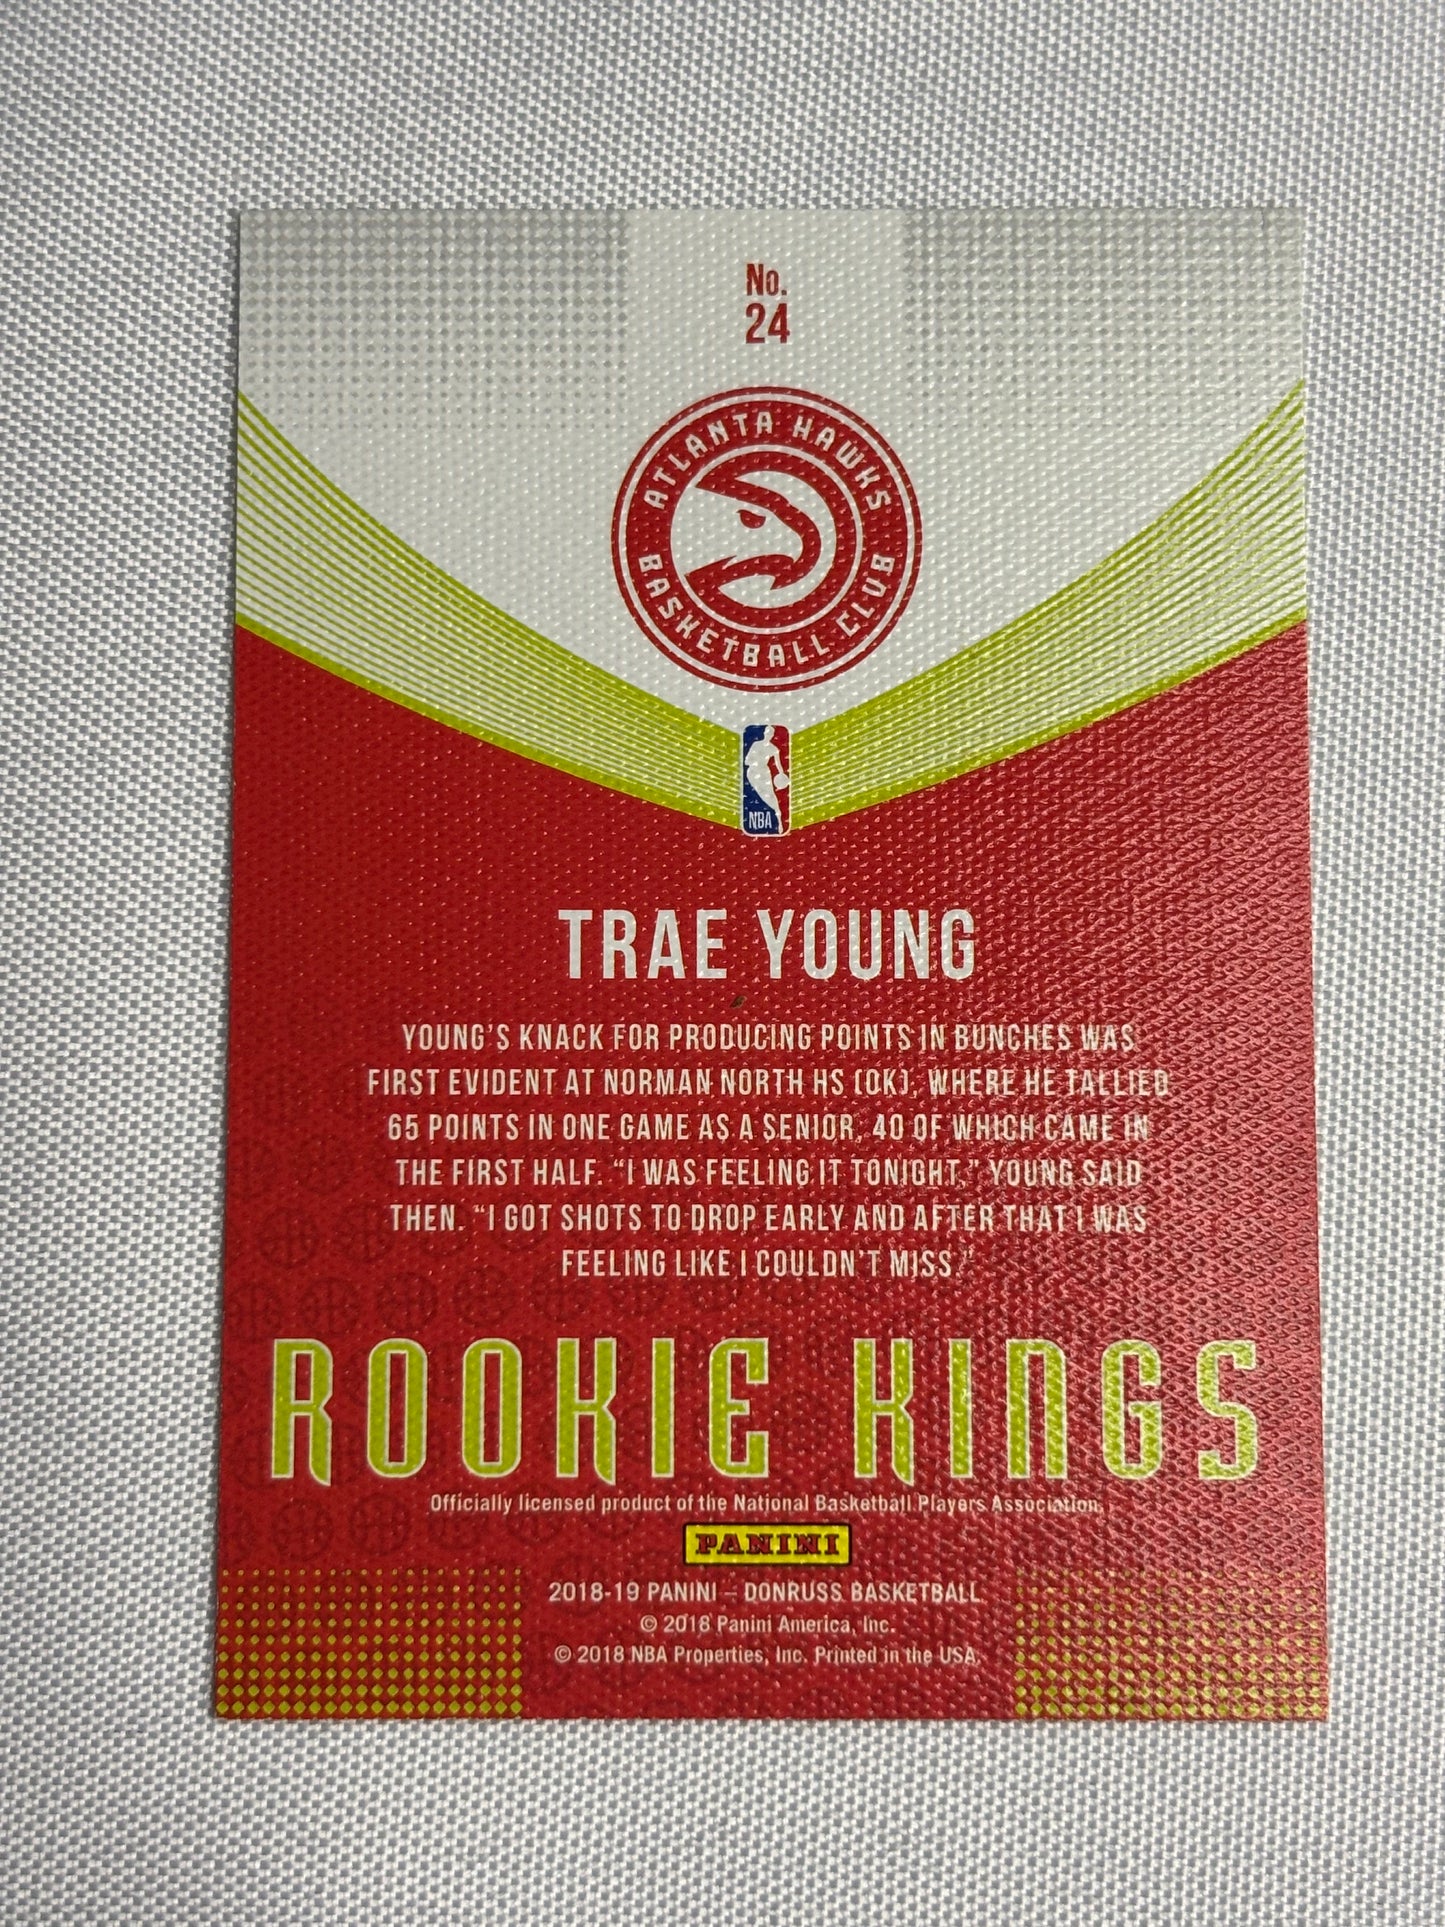 No.
24
ATLANTA HAWKS
BASKETBALL CLUB
NBA
TRAE YOUNG
YOUNG'S KNACK FOR PRODUCING POINTS IN BUNCHES WAS
FIRST EVIDENT AT NORMAN NORTH HS (OK), WHERE HE TALLIED
65 POINTS IN ONE GAME AS A SENIOR, 40 OF WHICH CAME IN
THE FIRST HALF. “I WAS FEELING IT TONIGHT,” YOUNG SAID
THEN. “I GOT SHOTS TO DROP EARLY AND AFTER THAT I WAS
FEELING LIKE I COULDN'T MISS.”
ROOKIE KINGS
Officially licensed product of the National Basketball Players Association.
PANINI
2018-19 PANINI – DONRUSS BASKETBALL
© 2018 Panini America, Inc.
© 2018 NBA Properties, Inc. Printed in the USA.